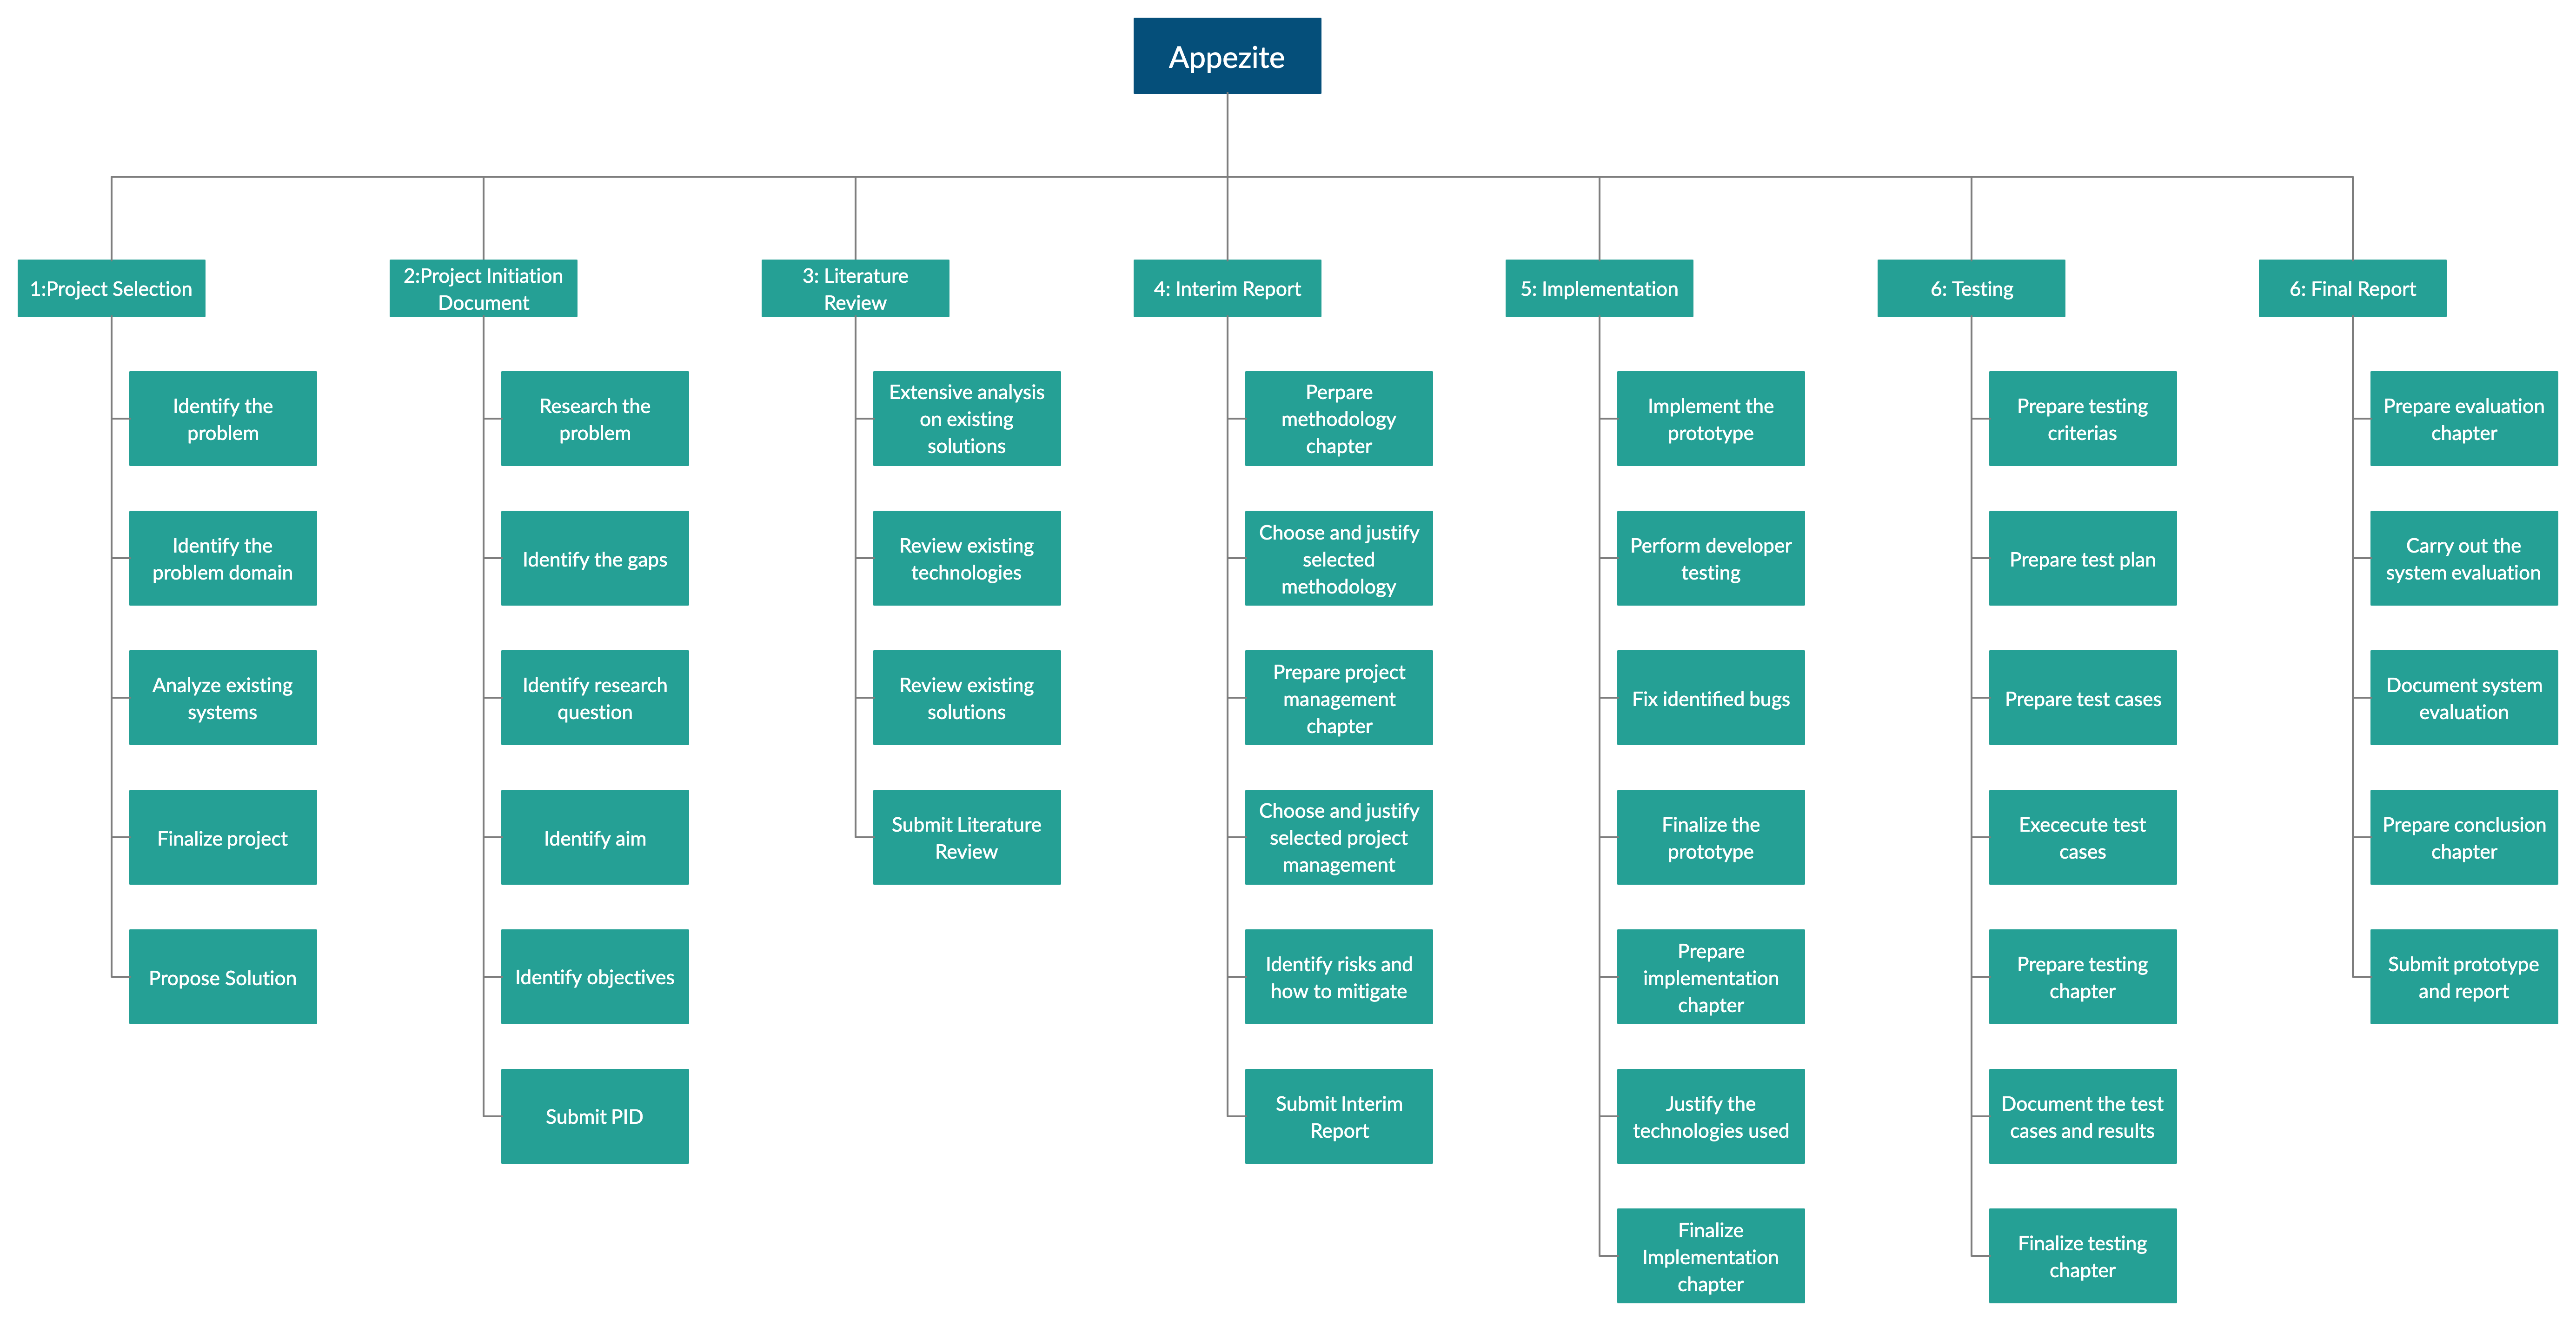 Appezite
1:Project Selection
Identify the
problem
Identify the
problem domain
Analyze existing
systems
Finalize project
Propose Solution
2:Project Initiation
Document
Research the
problem
Identify the gaps
Identify research
question
Identify aim
Identify objectives
Submit PID
3: Literature
Review
Extensive analysis
on existing
solutions
Review existing
technologies
Review existing
solutions
Submit Literature
Review
4: Interim Report
Perpare
methodology
chapter
Choose and justify
selected
methodology
Prepare project
management
chapter
Choose and justify
selected project
management
Identify risks and
how to mitigate
Submit Interim
Report
5: Implementation
Implement the
prototype
Perform developer
testing
Fix identified bugs
Finalize the
prototype
Prepare
implementation
chapter
Justify the
technologies used
Finalize
Implementation
chapter
6: Testing
Prepare testing
criterias
Prepare test plan
Prepare test cases
Exececute test
cases
Prepare testing
chapter
Document the test
cases and results
Finalize testing
chapter
6: Final Report
Prepare evaluation
chapter
Carry out the
system evaluation
Document system
evaluation
Prepare conclusion
chapter
Submit prototype
and report